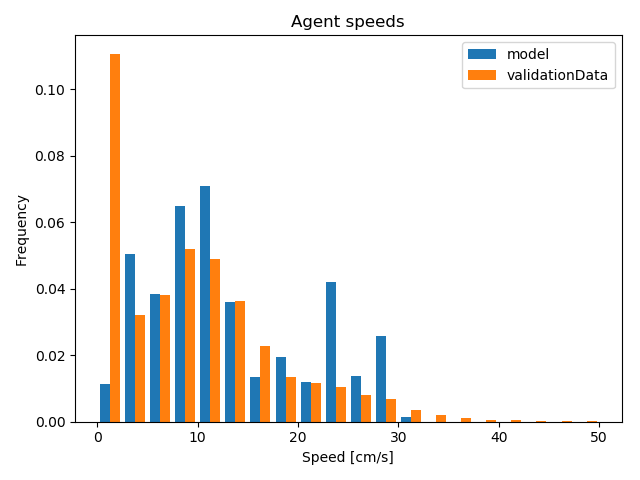 Agent speeds
model
validationData
Frequency
0.10
0.08
0.06
0.04
0.02
0.00
0 10 20 30 40 50
Speed [cm/s]